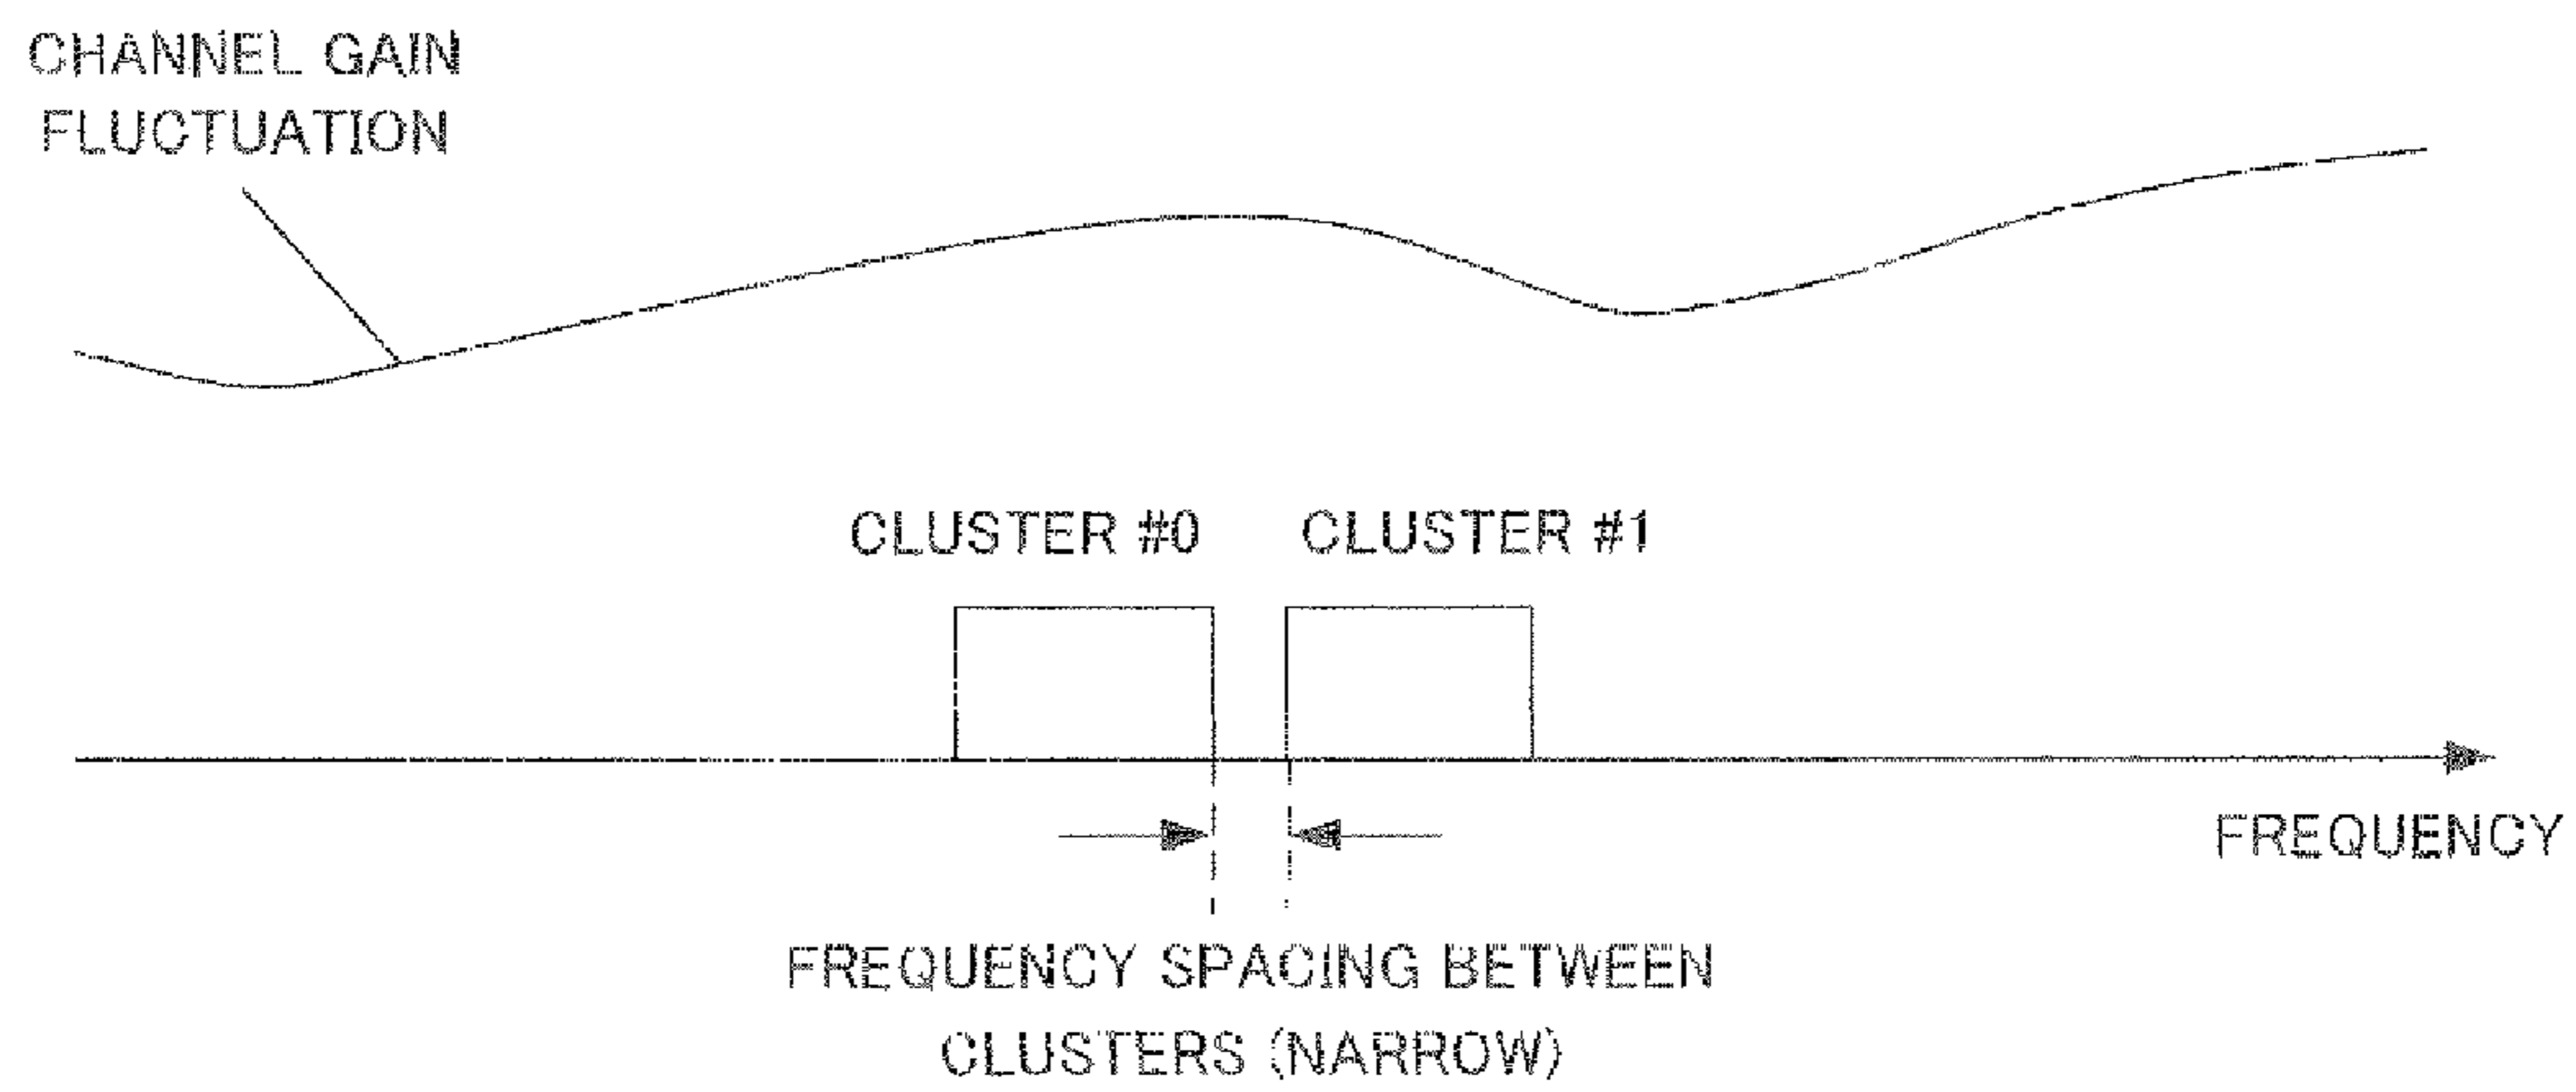 CHANNEL GAIN
FLUCTUATION
CLUSTER #0
CLUSTER #1
FREQUENCY
FREQUENCY SPACING BETWEEN
CLUSTERS (NARROW)